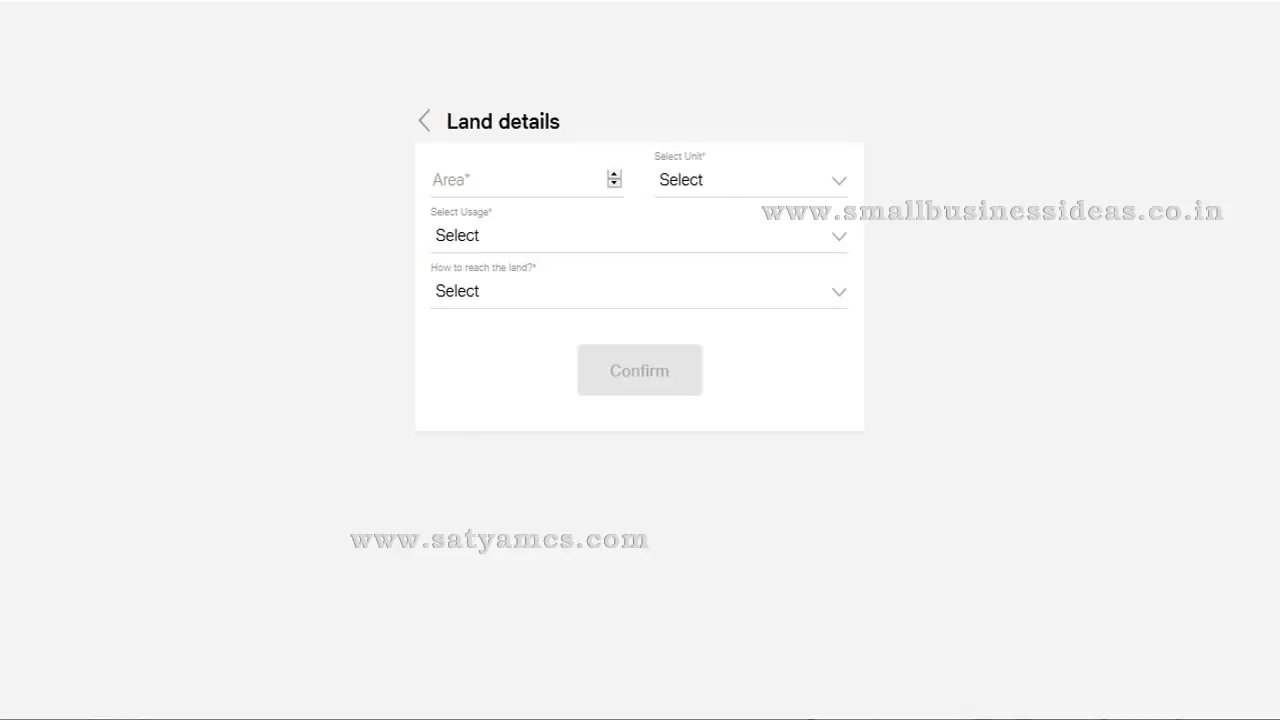 Land details
Select Unit*
Area*
Select
www.smallbusinessideas.co.in
Select Usage*
Select
How to reach the land?*
Select
Confirm
www.satyamcs.com